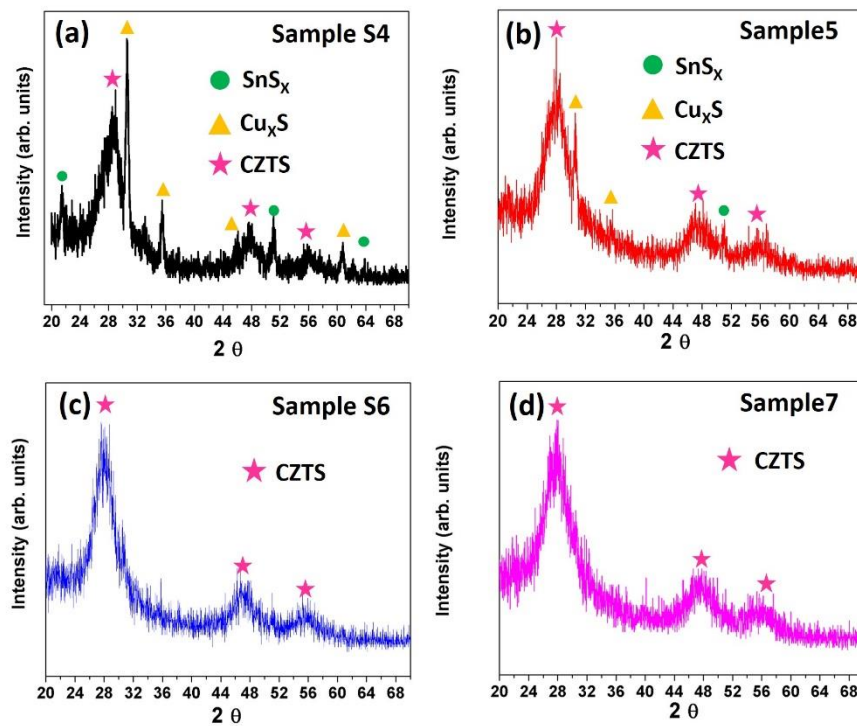 (a)
Sample S4
SnSX
CuXS
CZTS
Intensity (arb. units)
20 24 28 32 36 40 44 48 52 56 60 64 68
2 θ
(b)
Sample5
SnSX
CuXS
CZTS
Intensity (arb. units)
20 24 28 32 36 40 44 48 52 56 60 64 68
2 θ
(c)
Sample S6
CZTS
Intensity (arb. units)
20 24 28 32 36 40 44 48 52 56 60 64 68
2 θ
(d)
Sample7
CZTS
Intensity (arb. units)
20 24 28 32 36 40 44 48 52 56 60 64 68
2 θ